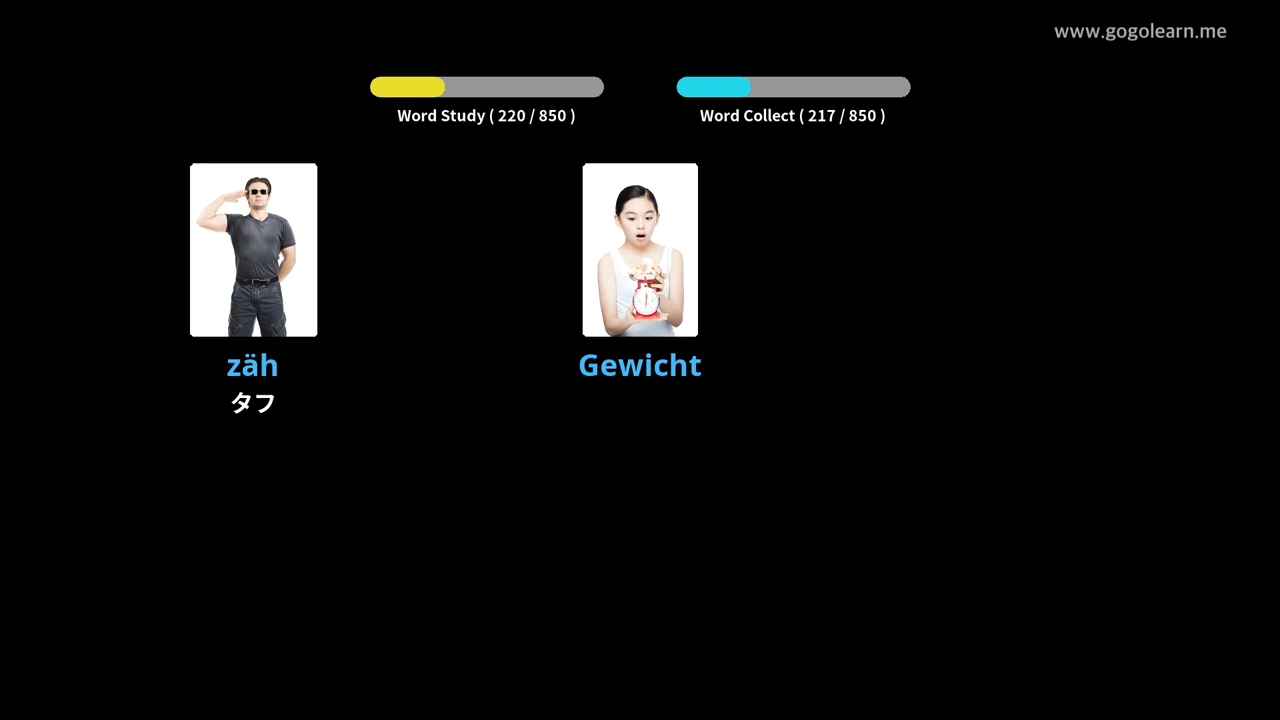 www.gogolearn.me
Word Study ( 220 / 850 )
Word Collect ( 217 / 850 )
zäh
タフ
Gewicht